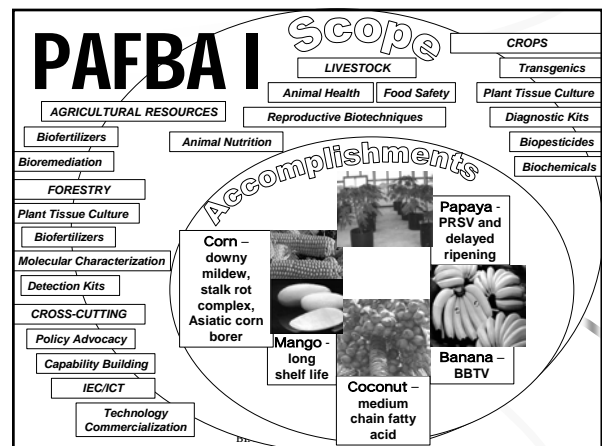 PAFBA I
Scope
CROPS
Transgenics
Plant Tissue Culture
Diagnostic Kits
Biopesticides
Biochemicals
LIVESTOCK
Animal Health
Food Safety
Reproductive Biotechniques
Animal Nutrition
AGRICULTURAL RESOURCES
Biofertilizers
Bioremediation
FORESTRY
Plant Tissue Culture
Biofertilizers
Molecular Characterization
Detection Kits
CROSS-CUTTING
Policy Advocacy
Capability Building
IEC/ICT
Technology
Commercialization
Accomplishments
Corn –
downy
mildew,
stalk rot
complex,
Asiatic corn
borer
Mango -
long
shelf life
Coconut –
medium
chain fatty
acid
Papaya -
PRSV and
delayed
ripening
Banana –
BBTV